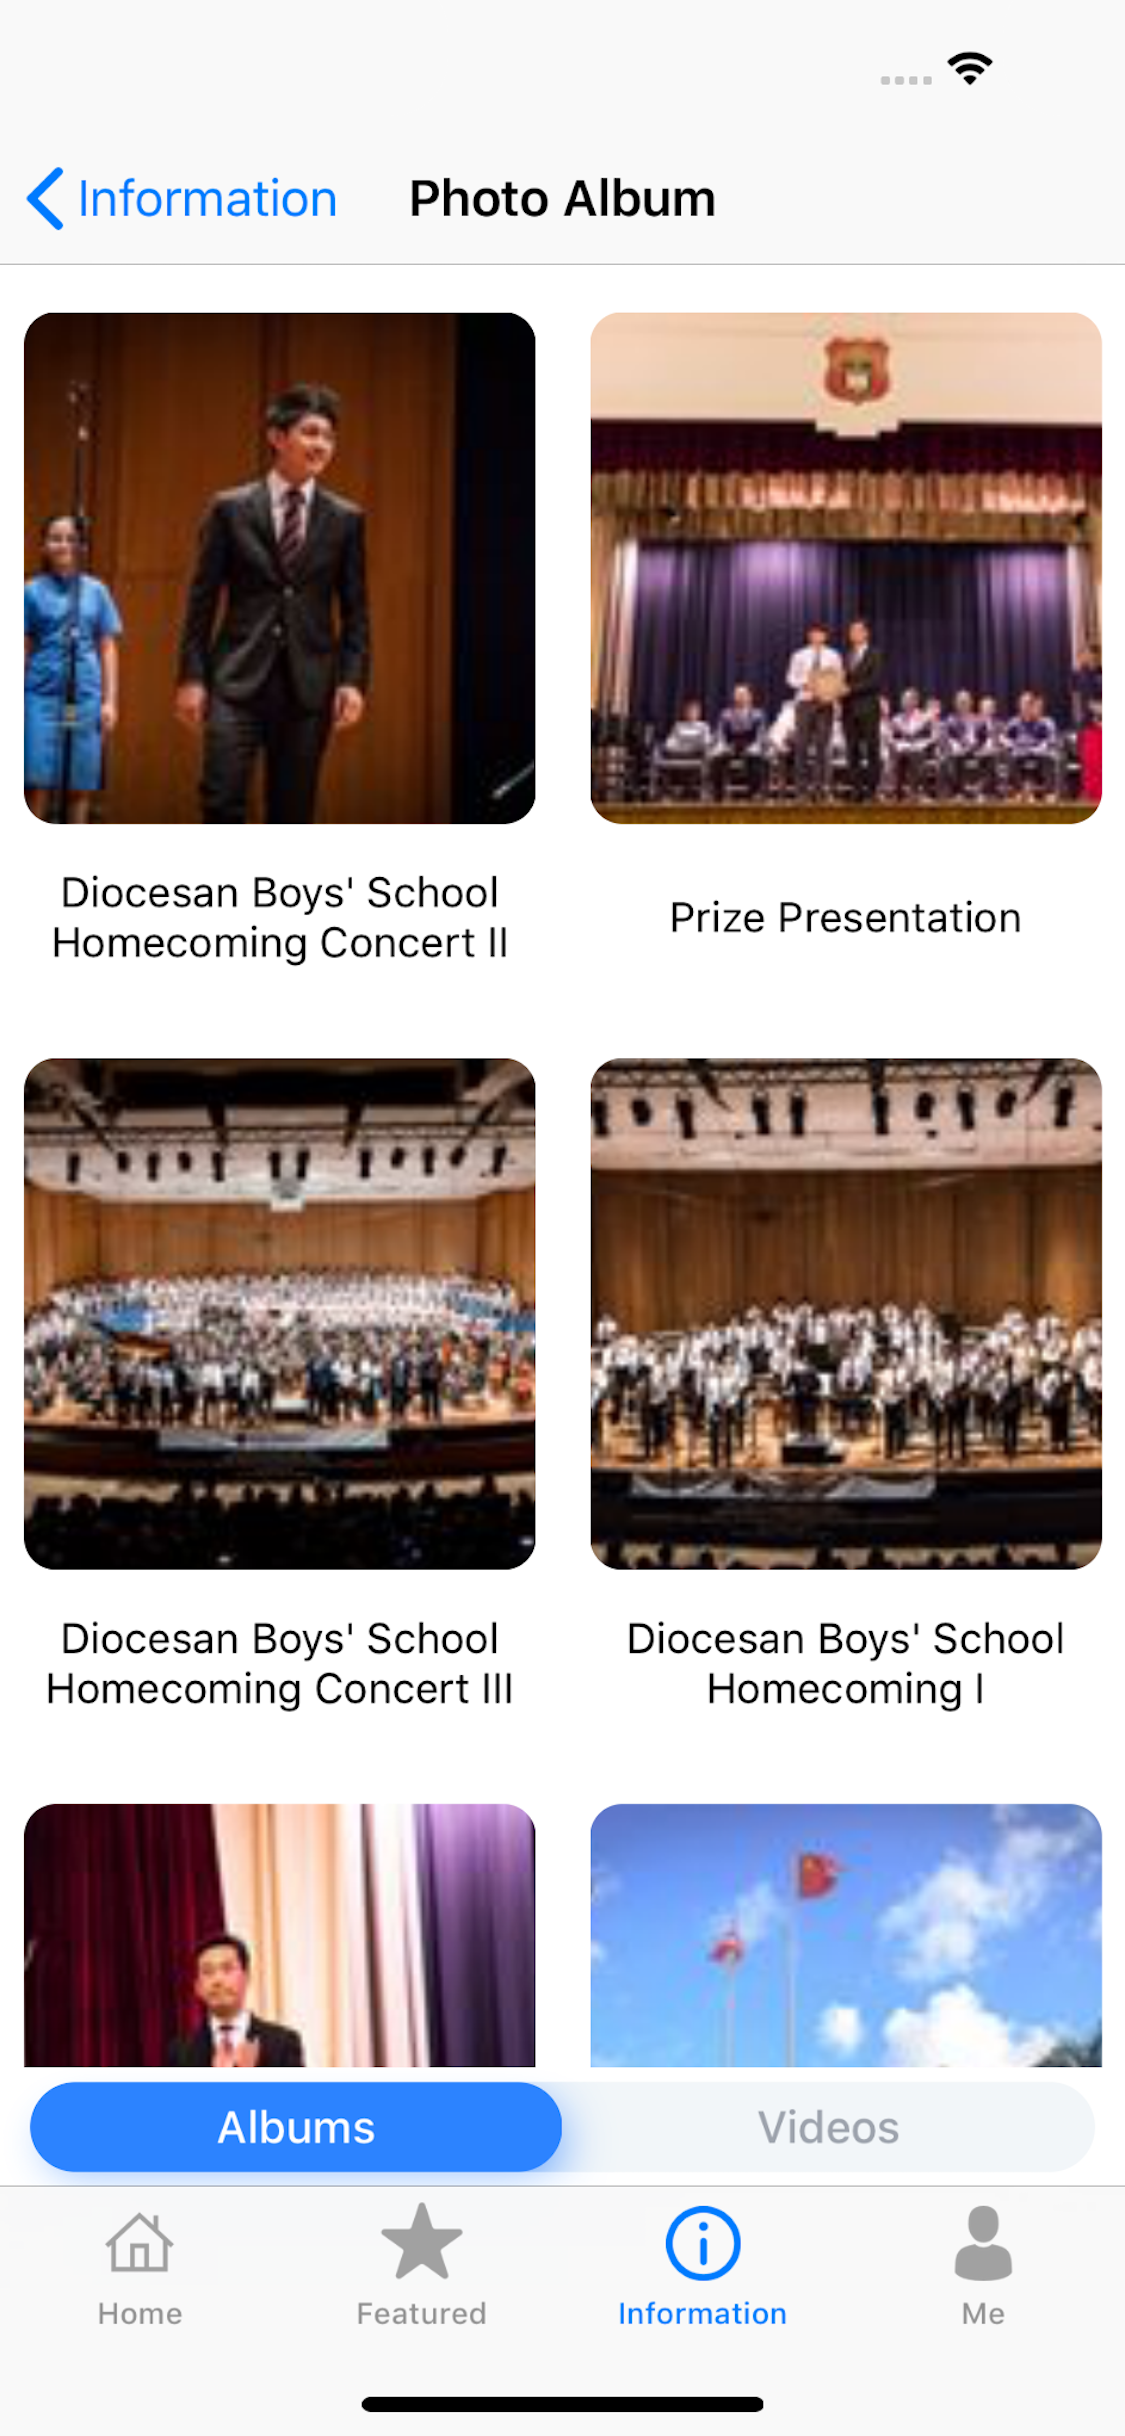 Information
Photo Album
Diocesan Boys' School
Homecoming Concert II
Prize Presentation
Diocesan Boys' School
Homecoming Concert III
Diocesan Boys' School
Homecoming I
Albums
Videos
Home
Featured
Information
Me